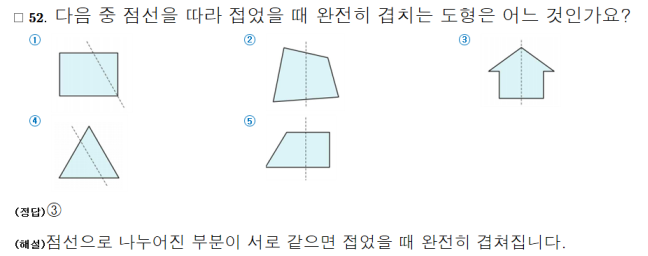 □ 52. 다음 중 점선을 따라 접었을 때 완전히 겹치는 도형은 어느 것인가요?
① ② ③
④ ⑤
(정답)③
(해설)점선으로 나누어진 부분이 서로 같으면 접었을 때 완전히 겹쳐집니다.